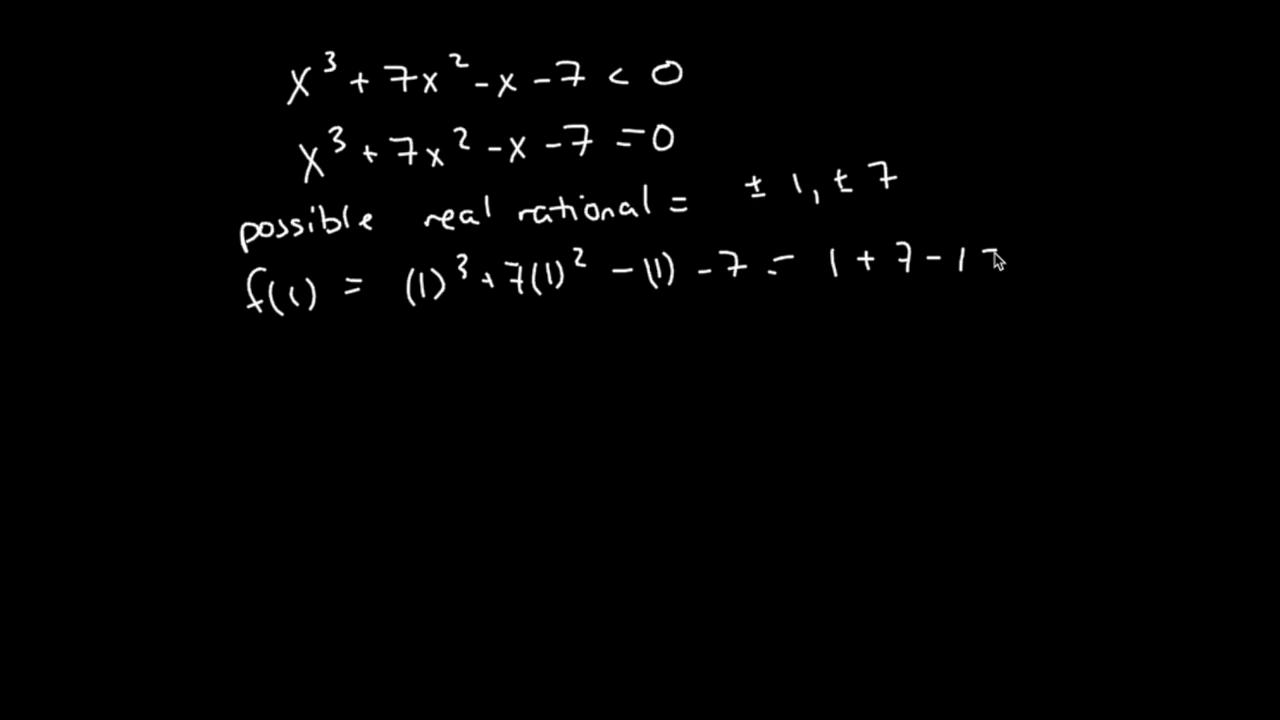 x³ + 7x² - x - 7 < 0
x³ + 7x² - x - 7 = 0
possible real rational = ± 1, ± 7
f(1) = (1)³ + 7(1)² - (1) - 7 = 1 + 7 - 1